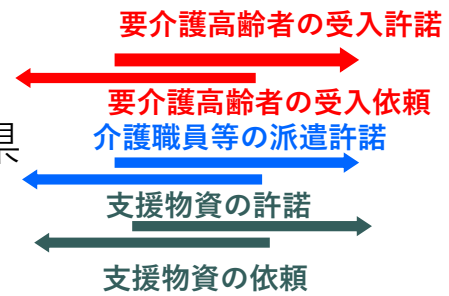 要介護高齢者の受入許諾
要介護高齢者の受入依頼
県
介護職員等の派遣許諾
支援物資の許諾
支援物資の依頼